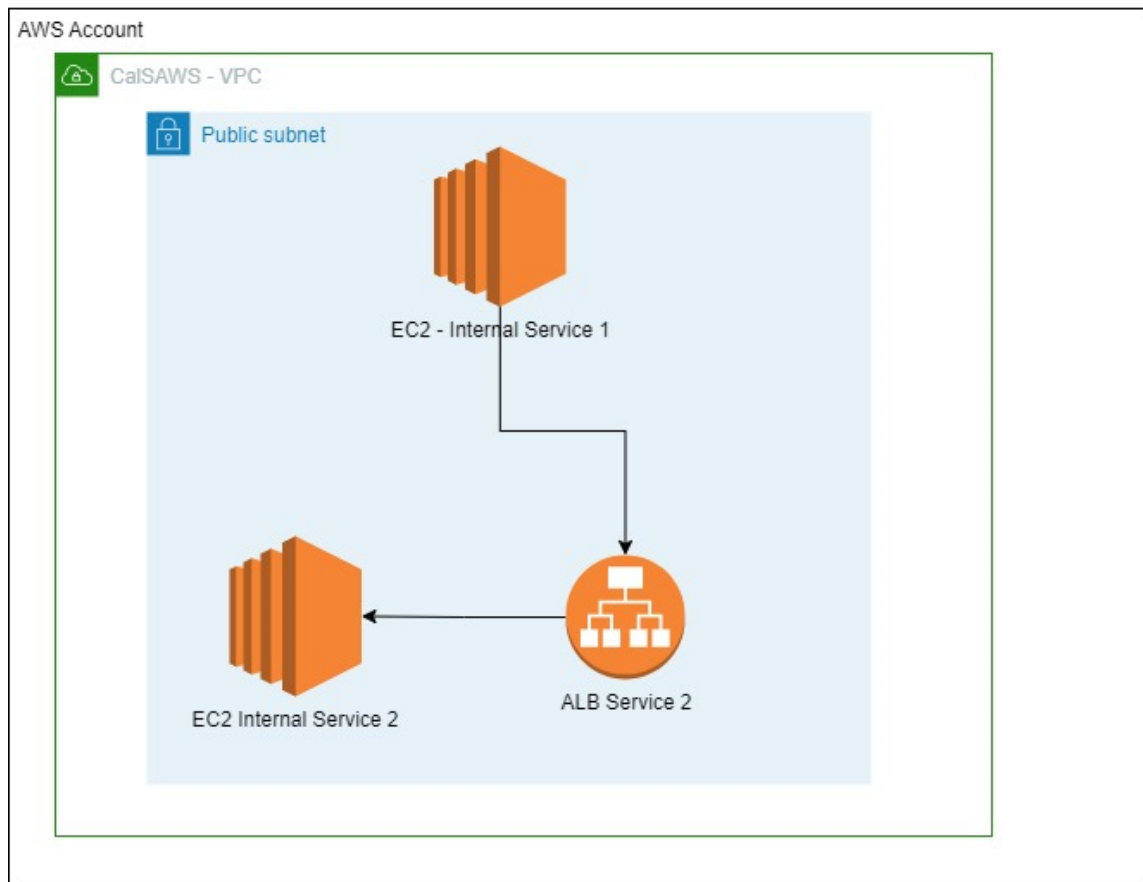 AWS Account
CalSAWS - VPC
Public subnet
EC2 - Internal Service 1
ALB Service 2
EC2 Internal Service 2